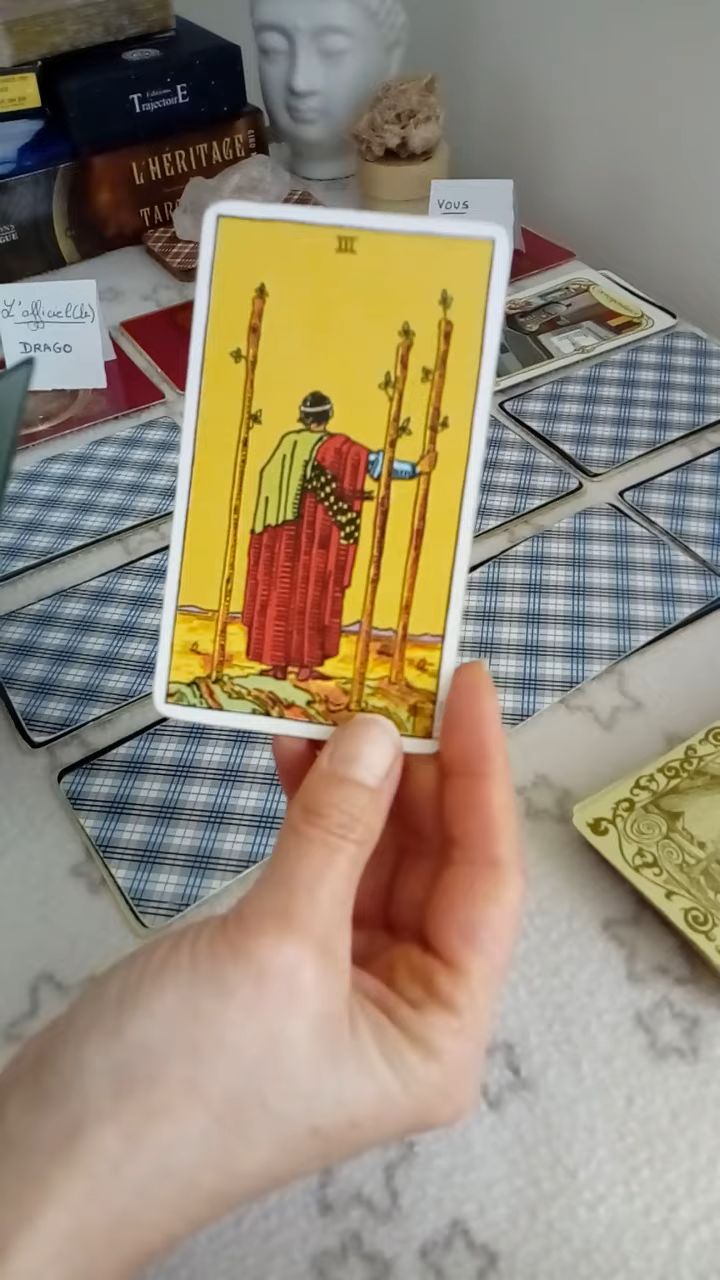 Editions
TrajectoirE
L'HÉRITAGE
TAR
VOUS
III
L'officiel(le)
DRAGO